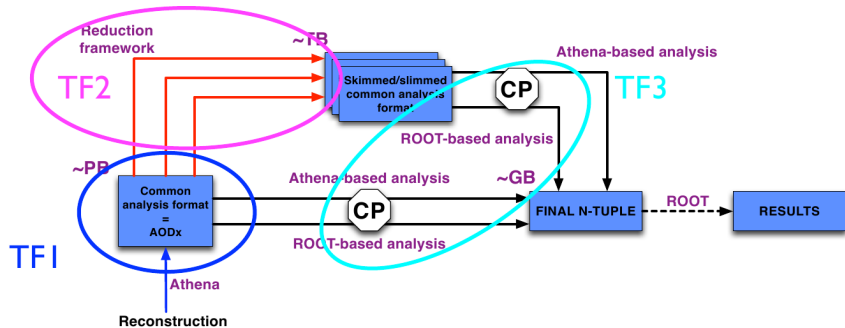 Reduction
framework
~TB
Athena-based analysis
TF2
Skimmed/slimmed
common analysis
format
CP
TF3
ROOT-based analysis
~PB
Athena-based analysis
~GB
Common
analysis format
=
AODx
CP
FINAL N-TUPLE
ROOT
RESULTS
ROOT-based analysis
TF1
Athena
Reconstruction